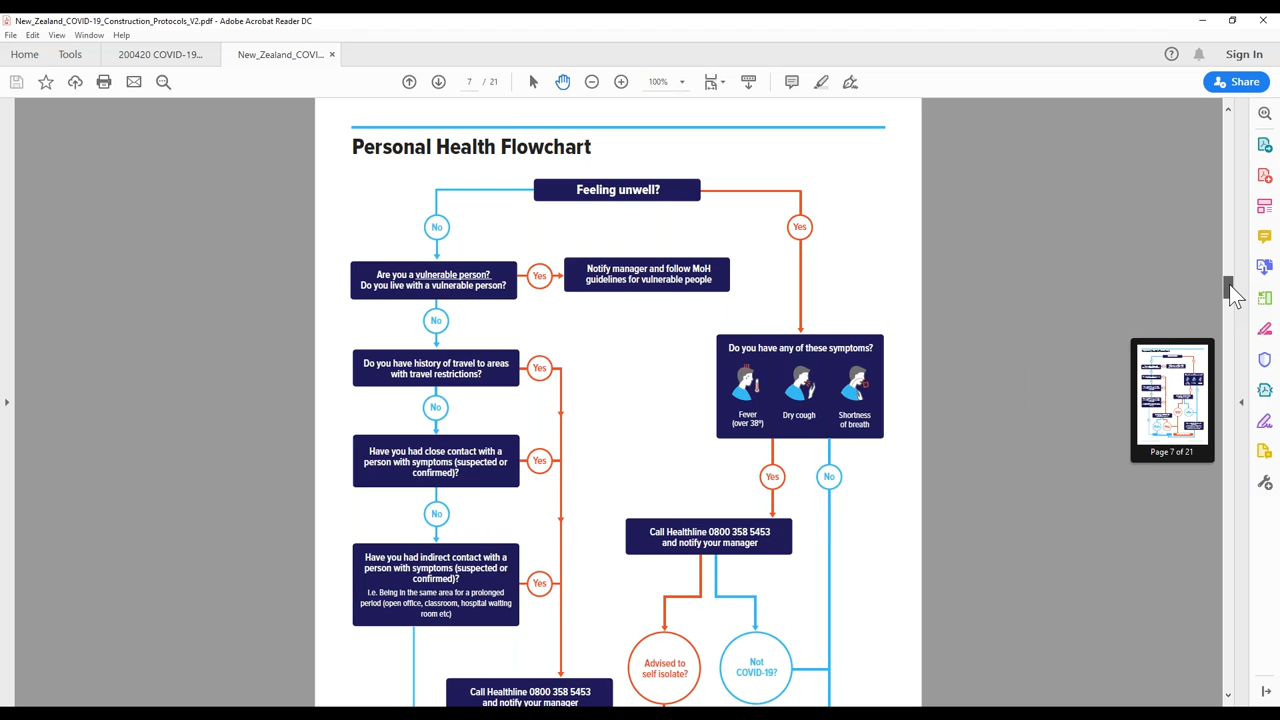 New_Zealand_COVID-19_Construction_Protocols_V2.pdf - Adobe Acrobat Reader DC
File Edit View Window Help
Home Tools 200420 COVID-19... New_Zealand_COVI... × Sign In
7 / 21 100% Share
Personal Health Flowchart
Feeling unwell?
No
Yes
Are you a vulnerable person?
Do you live with a vulnerable person?
Yes
Notify manager and follow MoH
guidelines for vulnerable people
No
Do you have history of travel to areas
with travel restrictions?
Yes
No
Have you had close contact with a
person with symptoms (suspected or
confirmed)?
Yes
No
Have you had indirect contact with a
person with symptoms (suspected or
confirmed)?
I.e. Being in the same area for a prolonged
period (open office, classroom, hospital waiting
room etc)
Yes
Call Healthline 0800 358 5453
and notify your manager
Do you have any of these symptoms?
Fever
(over 38°)
Dry cough
Shortness
of breath
Yes
No
Call Healthline 0800 358 5453
and notify your manager
Advised to
self isolate?
Not
COVID-19?
Page 7 of 21